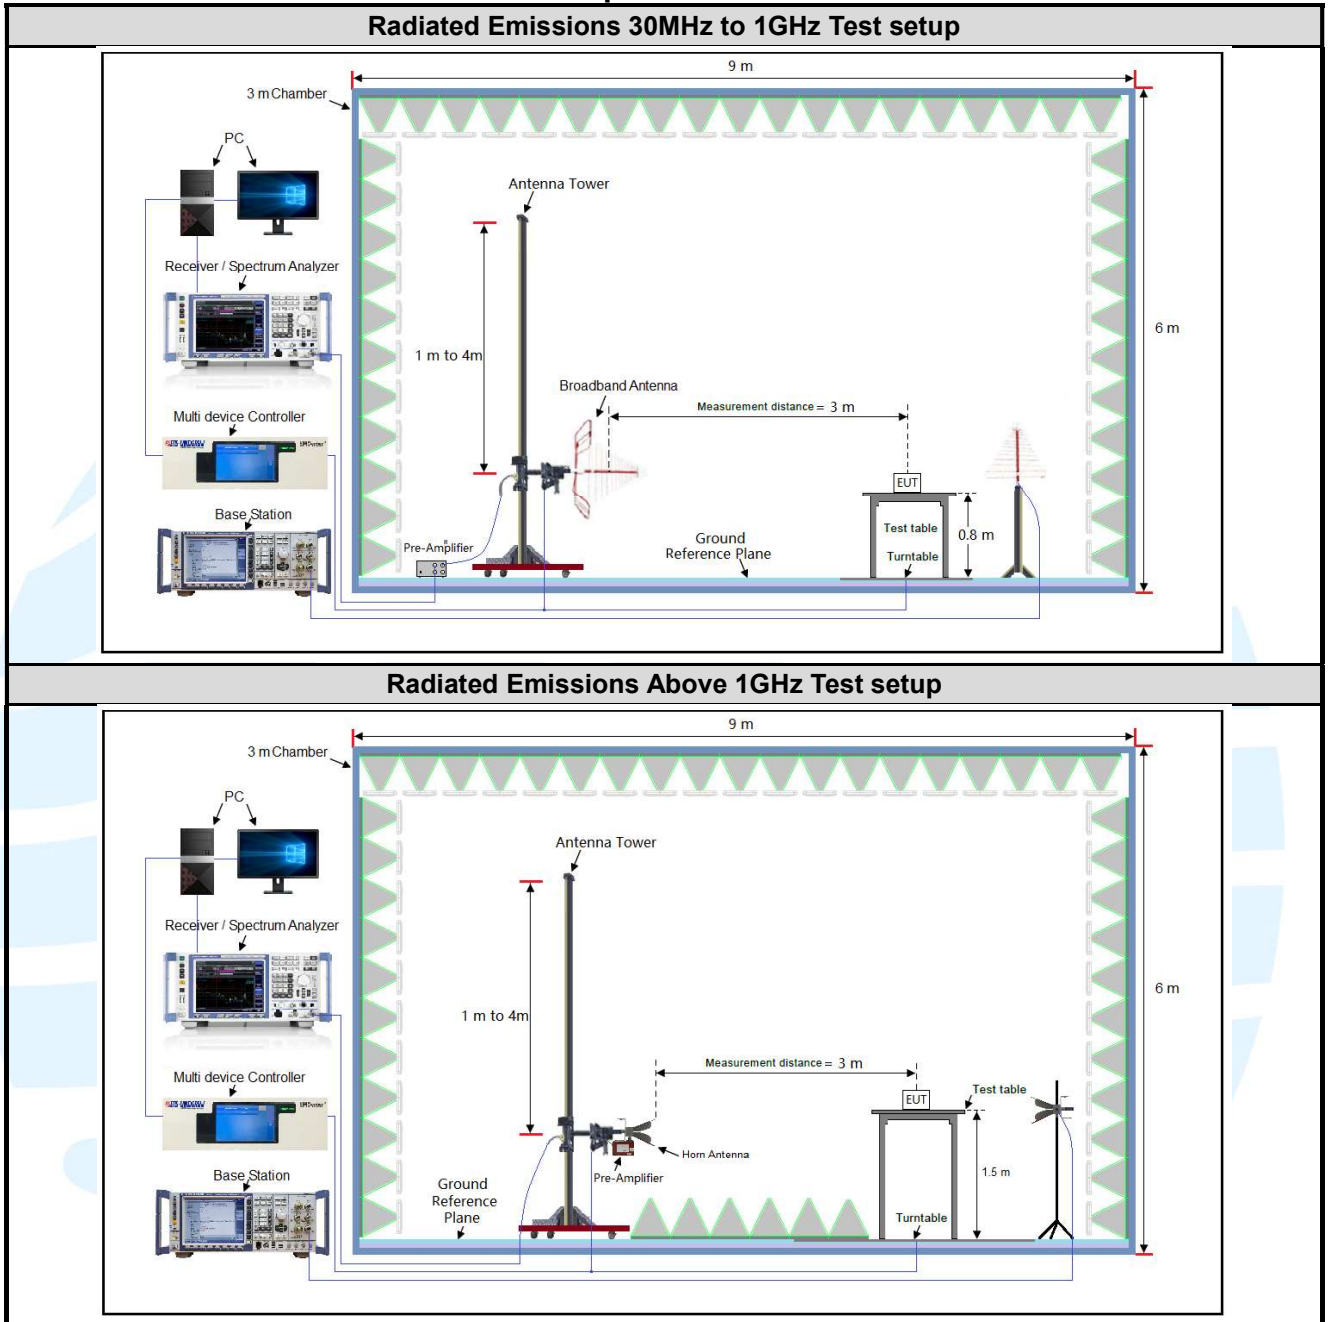 Radiated Emissions 30MHz to 1GHz Test setup
9 m
3 m Chamber
PC
Antenna Tower
Receiver / Spectrum Analyzer
6 m
1 m to 4m
Broadband Antenna
Measurement distance = 3 m
Multi device Controller
EUT
Base Station
Test table
0.8 m
Ground
Reference Plane
Pre-Amplifier
Turntable
Radiated Emissions Above 1GHz Test setup
9 m
3 m Chamber
PC
Antenna Tower
Receiver / Spectrum Analyzer
6 m
1 m to 4m
Measurement distance = 3 m
Multi device Controller
EUT
Test table
Horn Antenna
Pre-Amplifier
1.5 m
Base Station
Ground
Reference
Plane
Turntable